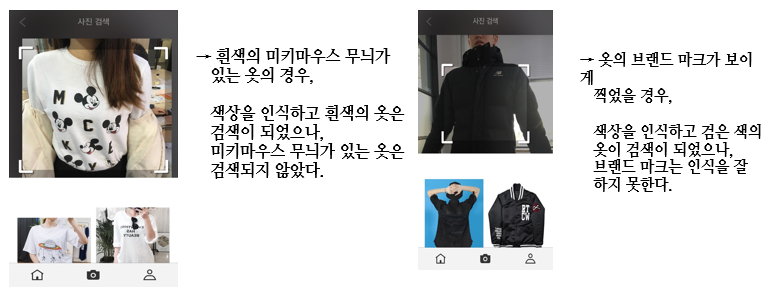 사진 검색
M
C
K
Y
E
→ 흰색의 미키마우스 무늬가
있는 옷의 경우,
색상을 인식하고 흰색의 옷은
검색이 되었으나,
미키마우스 무늬가 있는 옷은
검색되지 않았다.
사진 검색
→ 옷의 브랜드 마크가 보이
게
찍었을 경우,
색상을 인식하고 검은 색의
옷이 검색이 되었으나,
브랜드 마크는 인식을 잘
하지 못한다.
RT
CW